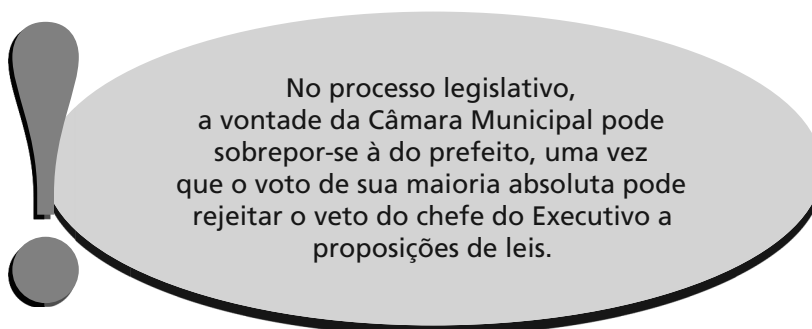 No processo legislativo,
a vontade da Câmara Municipal pode
sobrepor-se à do prefeito, uma vez
que o voto de sua maioria absoluta pode
rejeitar o veto do chefe do Executivo a
proposições de leis.